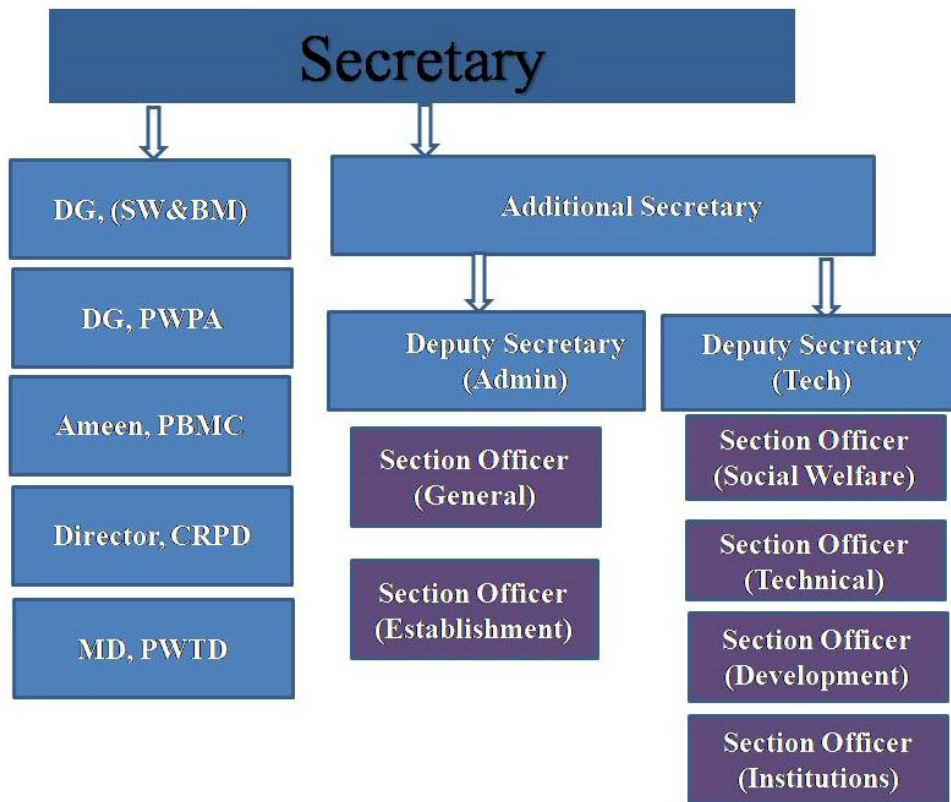 Secretary
DG, (SW&BM)
DG, PWPA
Ameen, PBMC
Director, CRPD
MD, PWTD
Additional Secretary
Deputy Secretary
(Admin)
Section Officer
(General)
Section Officer
(Establishment)
Deputy Secretary
(Tech)
Section Officer
(Social Welfare)
Section Officer
(Technical)
Section Officer
(Development)
Section Officer
(Institutions)